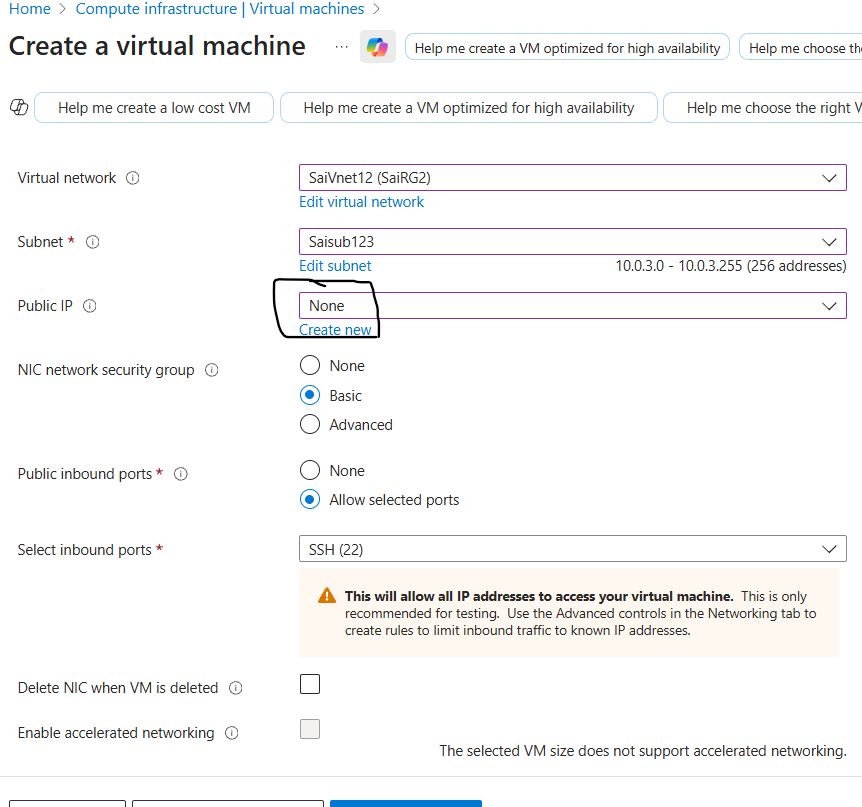 Home > Compute infrastructure | Virtual machines >
Create a virtual machine ... Help me create a VM optimized for high availability Help me choose the
Help me create a low cost VM Help me create a VM optimized for high availability Help me choose the right V
Virtual network SaiVnet12 (SaiRG2)
Edit virtual network
Subnet * Saisub123
Edit subnet 10.0.3.0 - 10.0.3.255 (256 addresses)
Public IP None
Create new
NIC network security group None
Basic
Advanced
Public inbound ports * None
Allow selected ports
Select inbound ports * SSH (22)
This will allow all IP addresses to access your virtual machine. This is only
recommended for testing. Use the Advanced controls in the Networking tab to
create rules to limit inbound traffic to known IP addresses.
Delete NIC when VM is deleted
Enable accelerated networking
The selected VM size does not support accelerated networking.